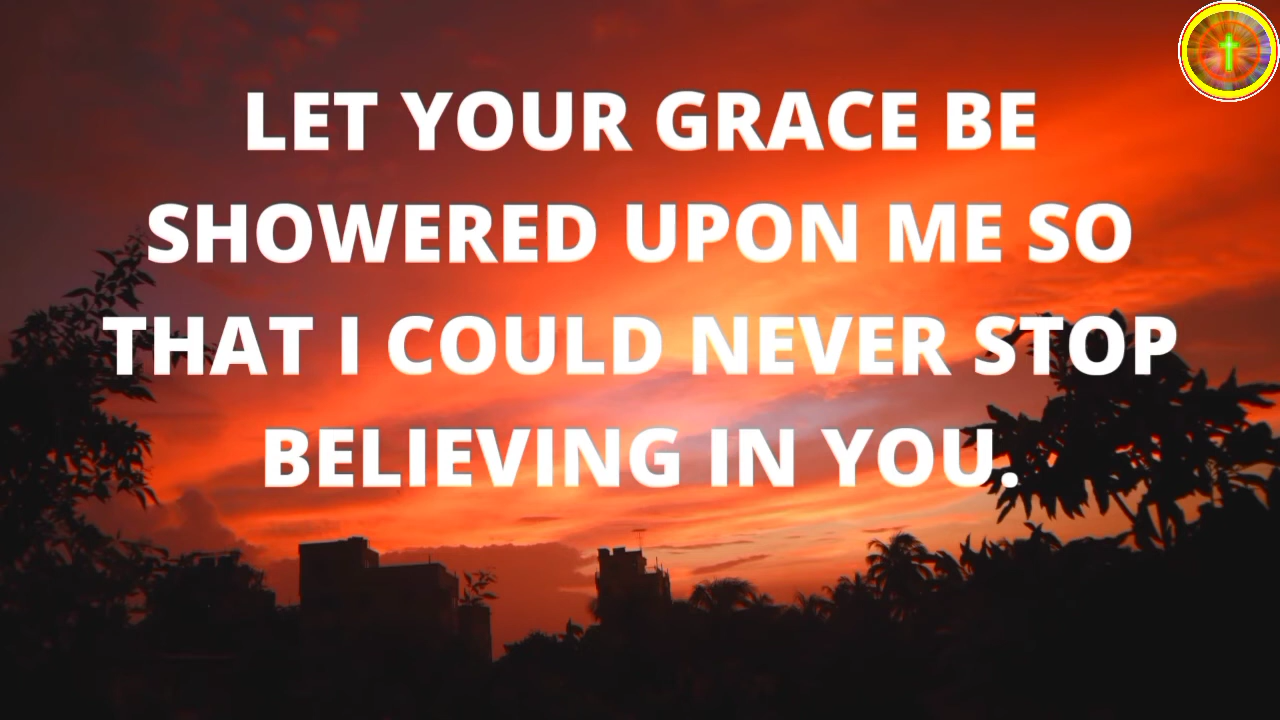 LET YOUR GRACE BE
SHOWERED UPON ME SO
THAT I COULD NEVER STOP
BELIEVING IN YOU.